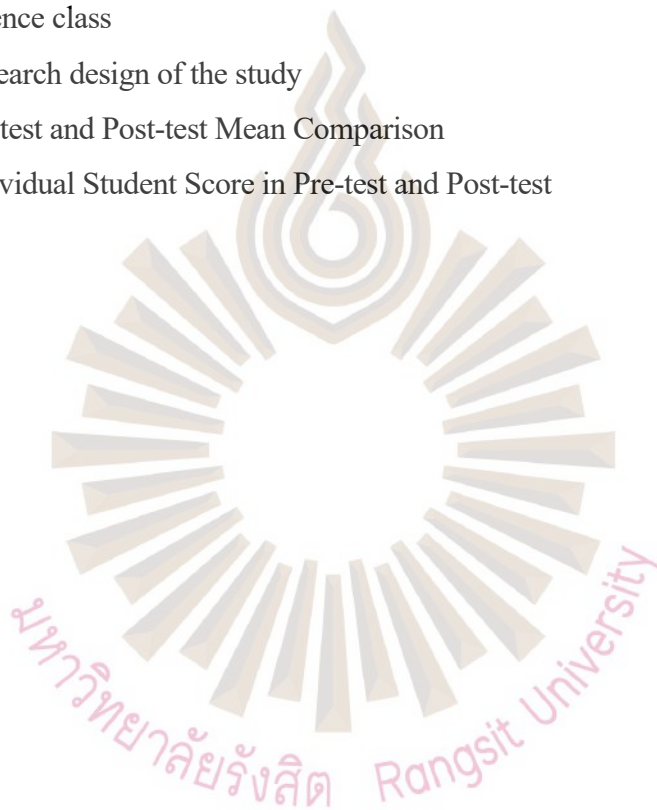 ence class
earch design of the study
test and Post-test Mean Comparison
vidual Student Score in Pre-test and Post-test
มหาวิทยาลัยรังสิต Rangsit University